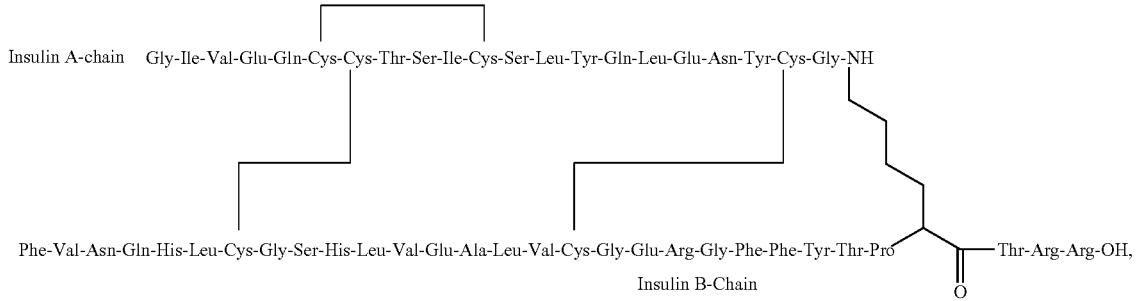 Insulin A-chain Gly-Ile-Val-Glu-Gln-Cys-Cys-Thr-Ser-Ile-Cys-Ser-Leu-Tyr-Gln-Leu-Glu-Asn-Tyr-Cys-Gly-NH
Phe-Val-Asn-Gln-His-Leu-Cys-Gly-Ser-His-Leu-Val-Glu-Ala-Leu-Val-Cys-Gly-Glu-Arg-Gly-Phe-Phe-Tyr-Thr-Pro Thr-Arg-Arg-OH,
Insulin B-Chain
O